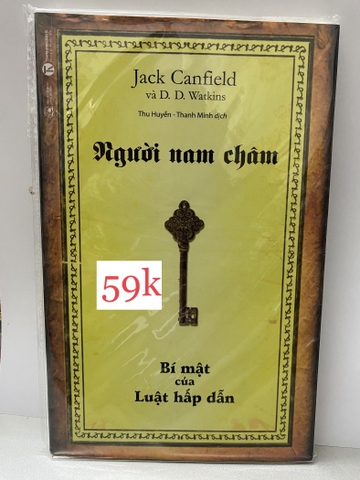 Jack Canfield
và D. D. Watkins
Thu Huyền - Thanh Minh dịch
Người nam châm
59k
Bí mật
của
Luật hấp dẫn